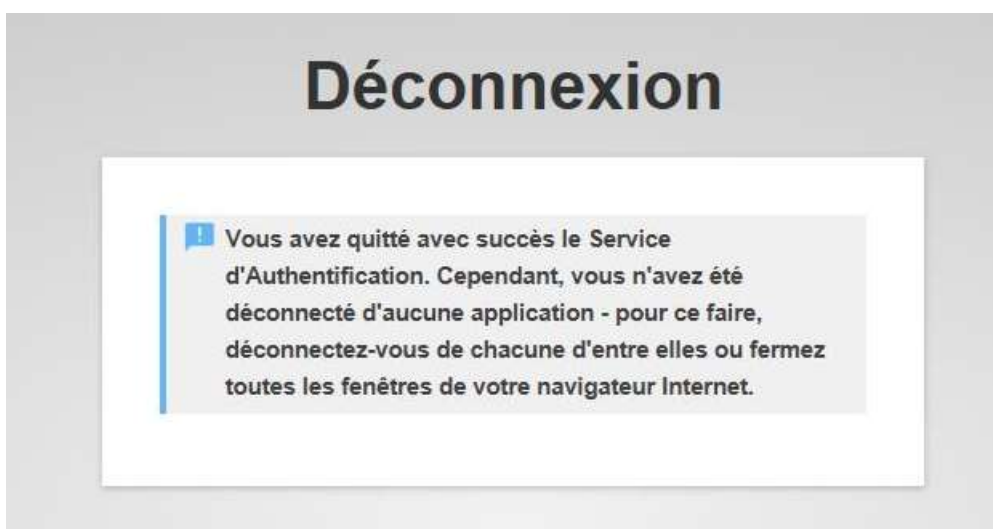 Déconnexion
Vous avez quitté avec succès le Service
d'Authentification. Cependant, vous n'avez été
déconnecté d'aucune application - pour ce faire,
déconnectez-vous de chacune d'entre elles ou fermez
toutes les fenêtres de votre navigateur Internet.